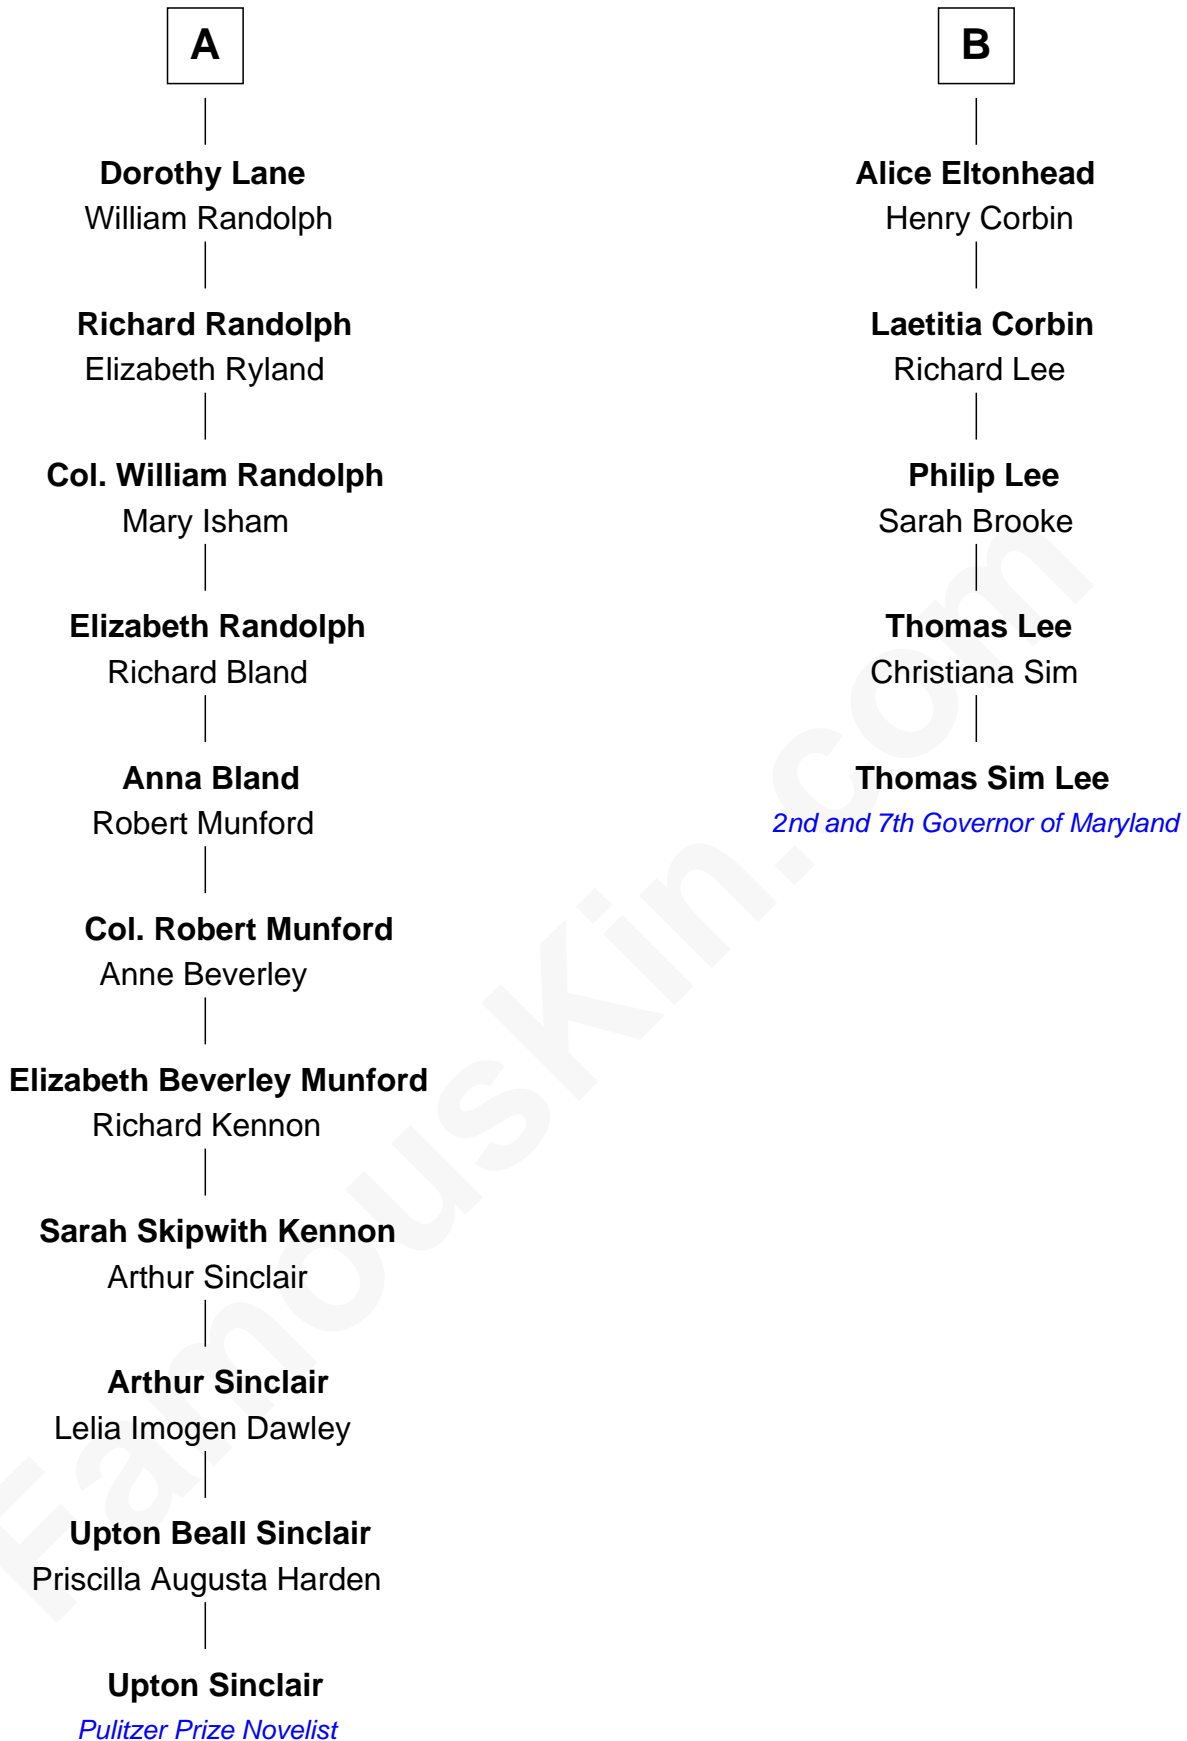 A
Dorothy Lane
William Randolph
Richard Randolph
Elizabeth Ryland
Col. William Randolph
Mary Isham
Elizabeth Randolph
Richard Bland
Anna Bland
Robert Munford
Col. Robert Munford
Anne Beverley
Elizabeth Beverley Munford
Richard Kennon
Sarah Skipwith Kennon
Arthur Sinclair
Arthur Sinclair
Lelia Imogen Dawley
Upton Beall Sinclair
Priscilla Augusta Harden
Upton Sinclair
Pulitzer Prize Novelist
B
Alice Eltonhead
Henry Corbin
Laetitia Corbin
Richard Lee
Philip Lee
Sarah Brooke
Thomas Lee
Christiana Sim
Thomas Sim Lee
2nd and 7th Governor of Maryland
FamousKin.com